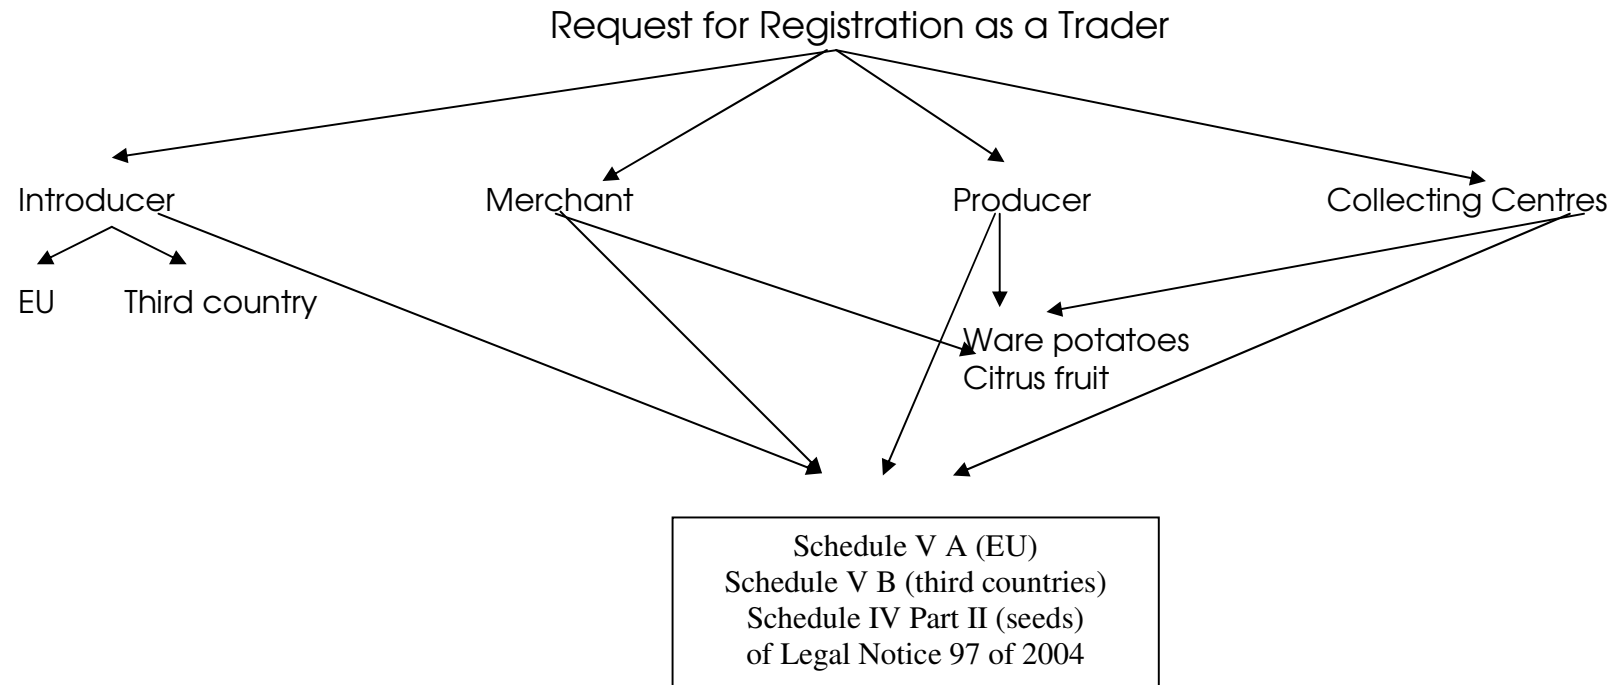 Request for Registration as a Trader
Introducer
Merchant
Producer
Collecting Centres
EU
Third country
Ware potatoes
Citrus fruit
Schedule V A (EU)
Schedule V B (third countries)
Schedule IV Part II (seeds)
of Legal Notice 97 of 2004